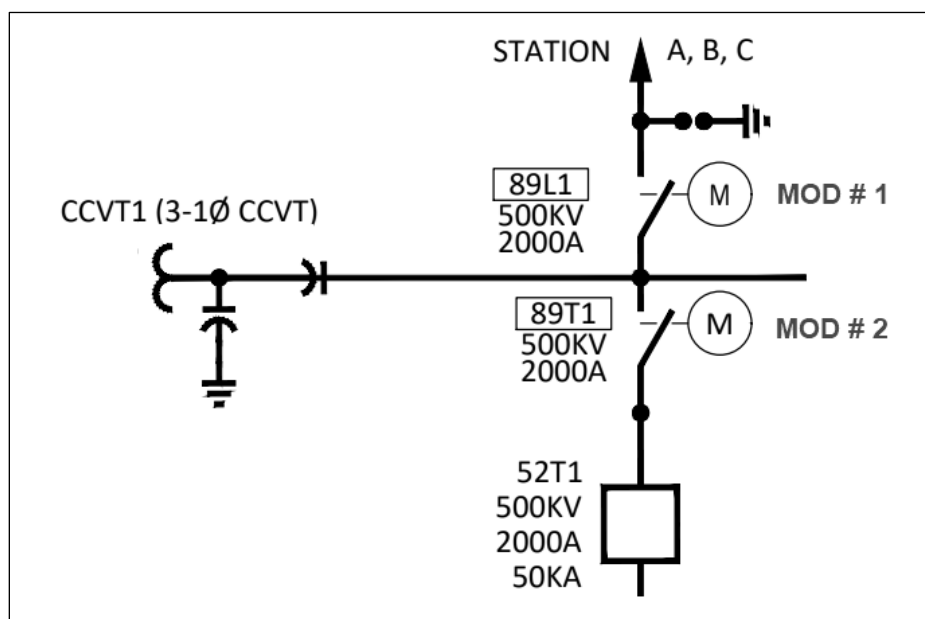 STATION A, B, C
89L1
500KV
2000A
M
MOD # 1
CCVT1 (3-1Ø CCVT)
89T1
500KV
2000A
M
MOD # 2
52T1
500KV
2000A
50KA